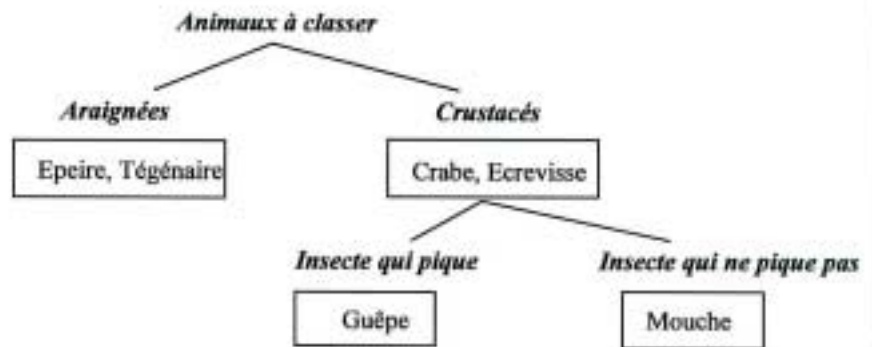 Animaux à classer
Araignées
Crustacés
Epeire, Tégénaire
Crabe, Ecrevisse
Insecte qui pique
Insecte qui ne pique pas
Guêpe
Mouche